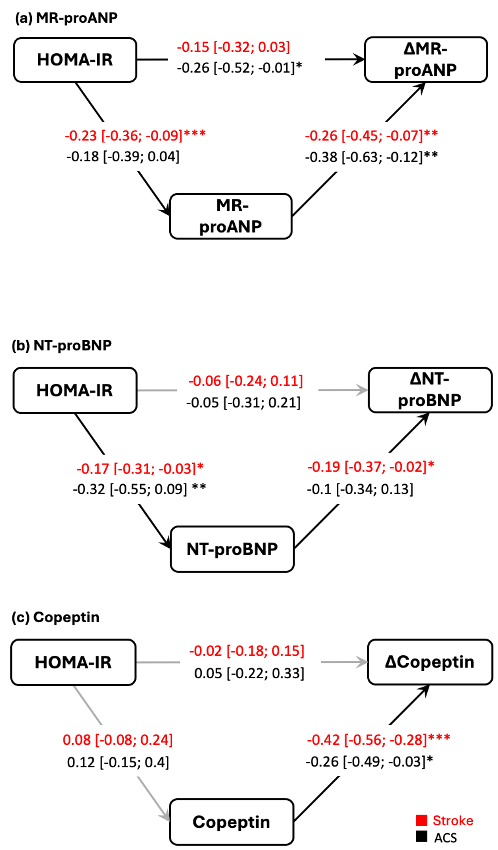 (a) MR-proANP
HOMA-IR
-0.15 [-0.32; 0.03]
-0.26 [-0.52; -0.01]*
ΔMR-
proANP
-0.23 [-0.36; -0.09]***
-0.18 [-0.39; 0.04]
-0.26 [-0.45; -0.07]**
-0.38 [-0.63; -0.12]**
MR-
proANP
(b) NT-proBNP
HOMA-IR
-0.06 [-0.24; 0.11]
-0.05 [-0.31; 0.21]
ΔNT-
proBNP
-0.17 [-0.31; -0.03]*
-0.32 [-0.55; 0.09] **
-0.19 [-0.37; -0.02]*
-0.1 [-0.34; 0.13]
NT-proBNP
(c) Copeptin
HOMA-IR
-0.02 [-0.18; 0.15]
0.05 [-0.22; 0.33]
ΔCopeptin
0.08 [-0.08; 0.24]
0.12 [-0.15; 0.4]
-0.42 [-0.56; -0.28]***
-0.26 [-0.49; -0.03]*
Copeptin
Stroke
ACS